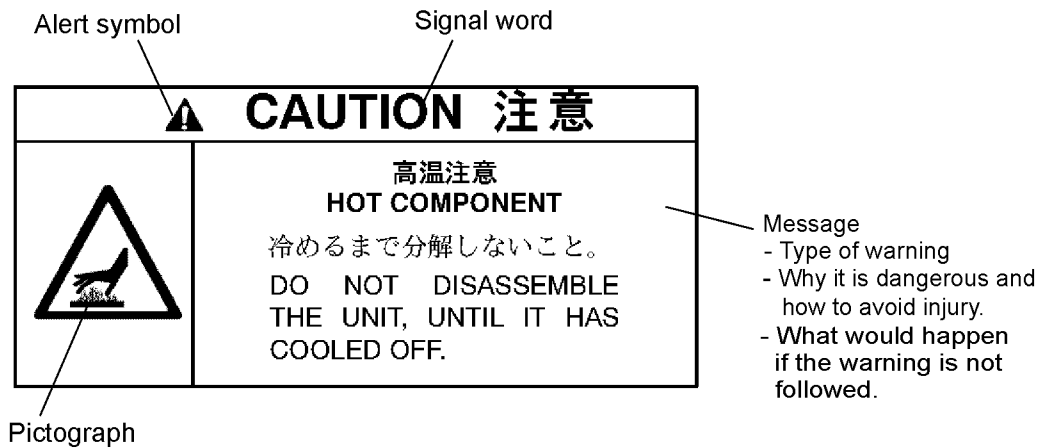 Alert symbol
Signal word
CAUTION 注意
高温注意
HOT COMPONENT
冷めるまで分解しないこと。
DO NOT DISASSEMBLE
THE UNIT, UNTIL IT HAS
COOLED OFF.
Message
- Type of warning
- Why it is dangerous and
how to avoid injury.
- What would happen
if the warning is not
followed.
Pictograph